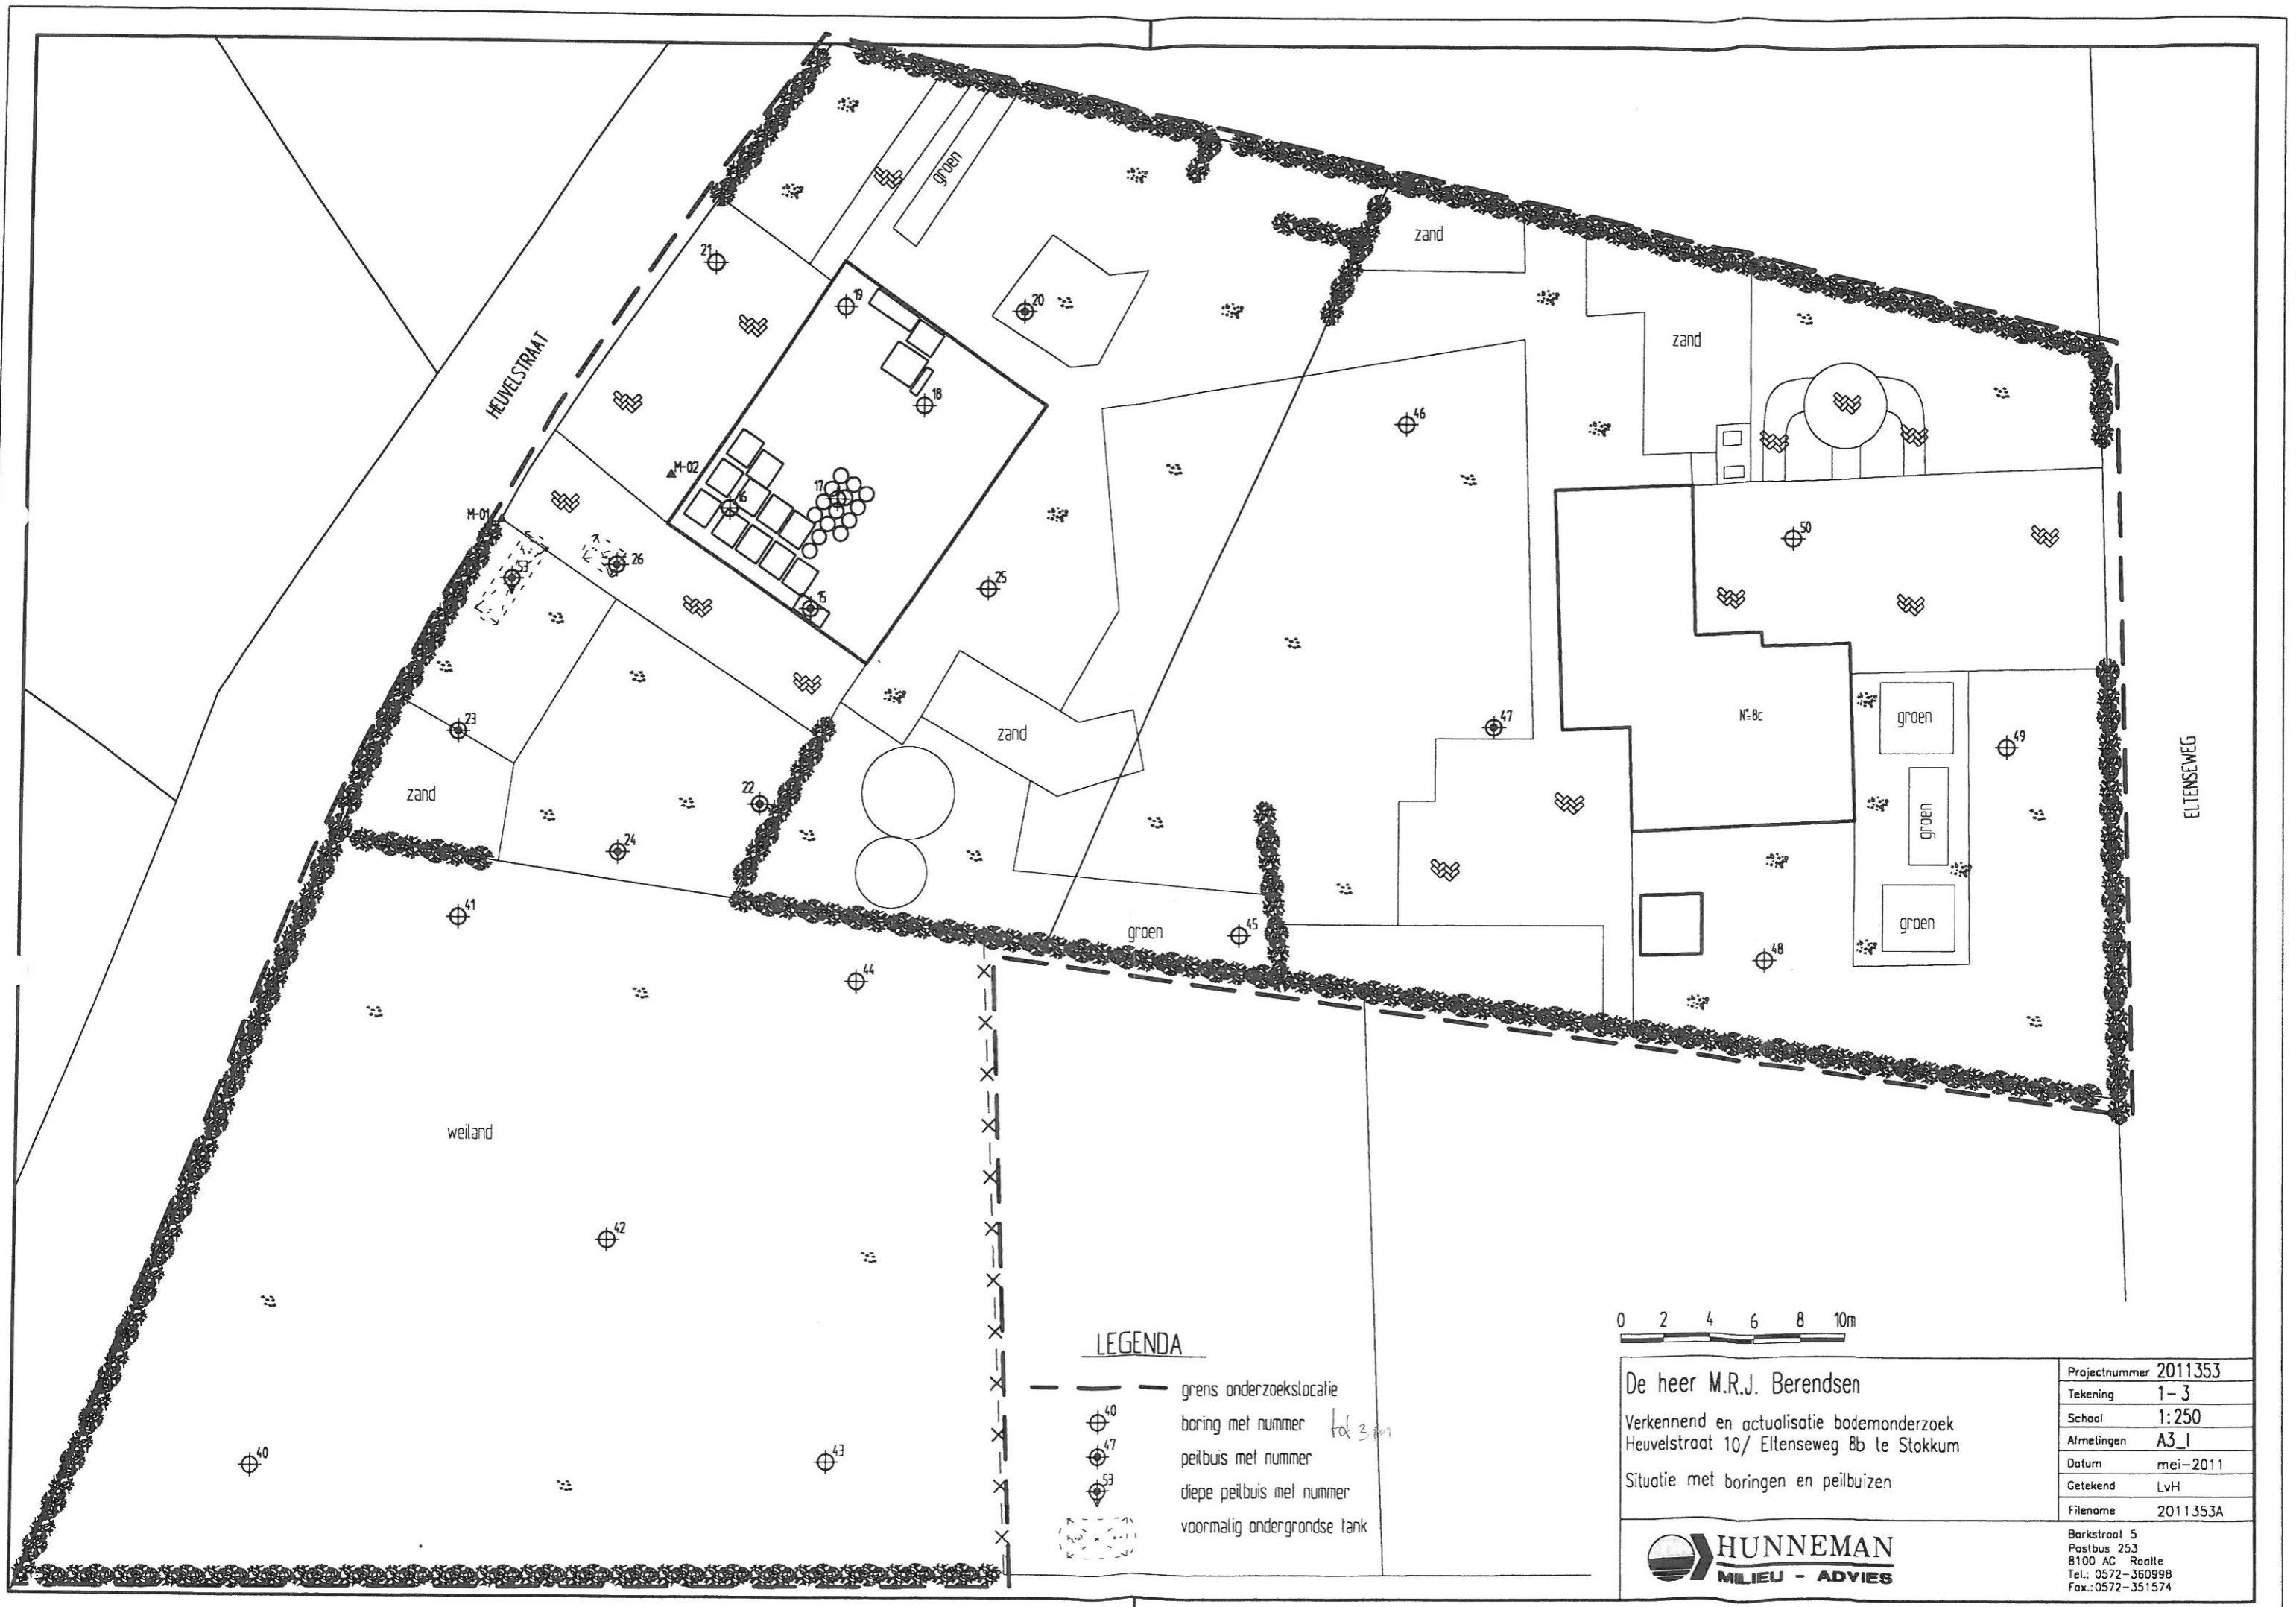 groen
zand
21
19
20
zand
HEUVELSTRAAT
18
46
M-02
16
17
M-01
50
53
26
25
15
N°=8c
groen
23
47
49
zand
ELTENSEWEG
zand
22
groen
24
41
groen
45
groen
48
44
weiland
42
40
43
LEGENDA
grens onderzoekslocatie
40 boring met nummer
47 peilbuis met nummer
53 diepe peilbuis met nummer
voormalig ondergrondse tank
0 2 4 6 8 10m
De heer M.R.J. Berendsen
Verkennend en actualisatie bodemonderzoek
Heuvelstraat 10/ Eltenseweg 8b te Stokkum
Situatie met boringen en peilbuizen
Projectnummer 2011353
Tekening 1-3
Schaal 1:250
Afmetingen A3_l
Datum mei-2011
Getekend LvH
Filename 2011353A
HUNNEMAN
MILIEU - ADVIES
Barkstraat 5
Postbus 253
8100 AG Raalte
Tel.: 0572-360998
Fax.:0572-351574